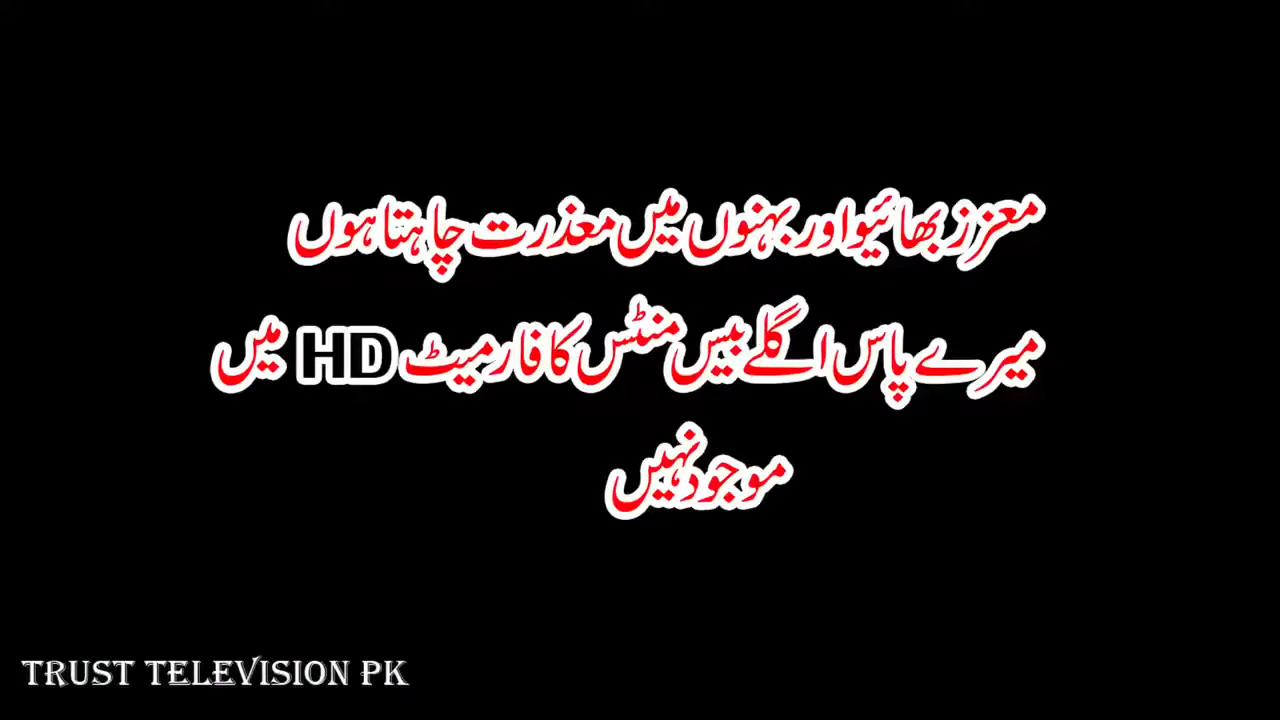 معزز بھائیو اور بہنوں میں معذرت چاہتا ہوں
میرے پاس اگلے بیس منٹس کا فارمیٹ HD میں
موجود نہیں
TRUST TELEVISION PK